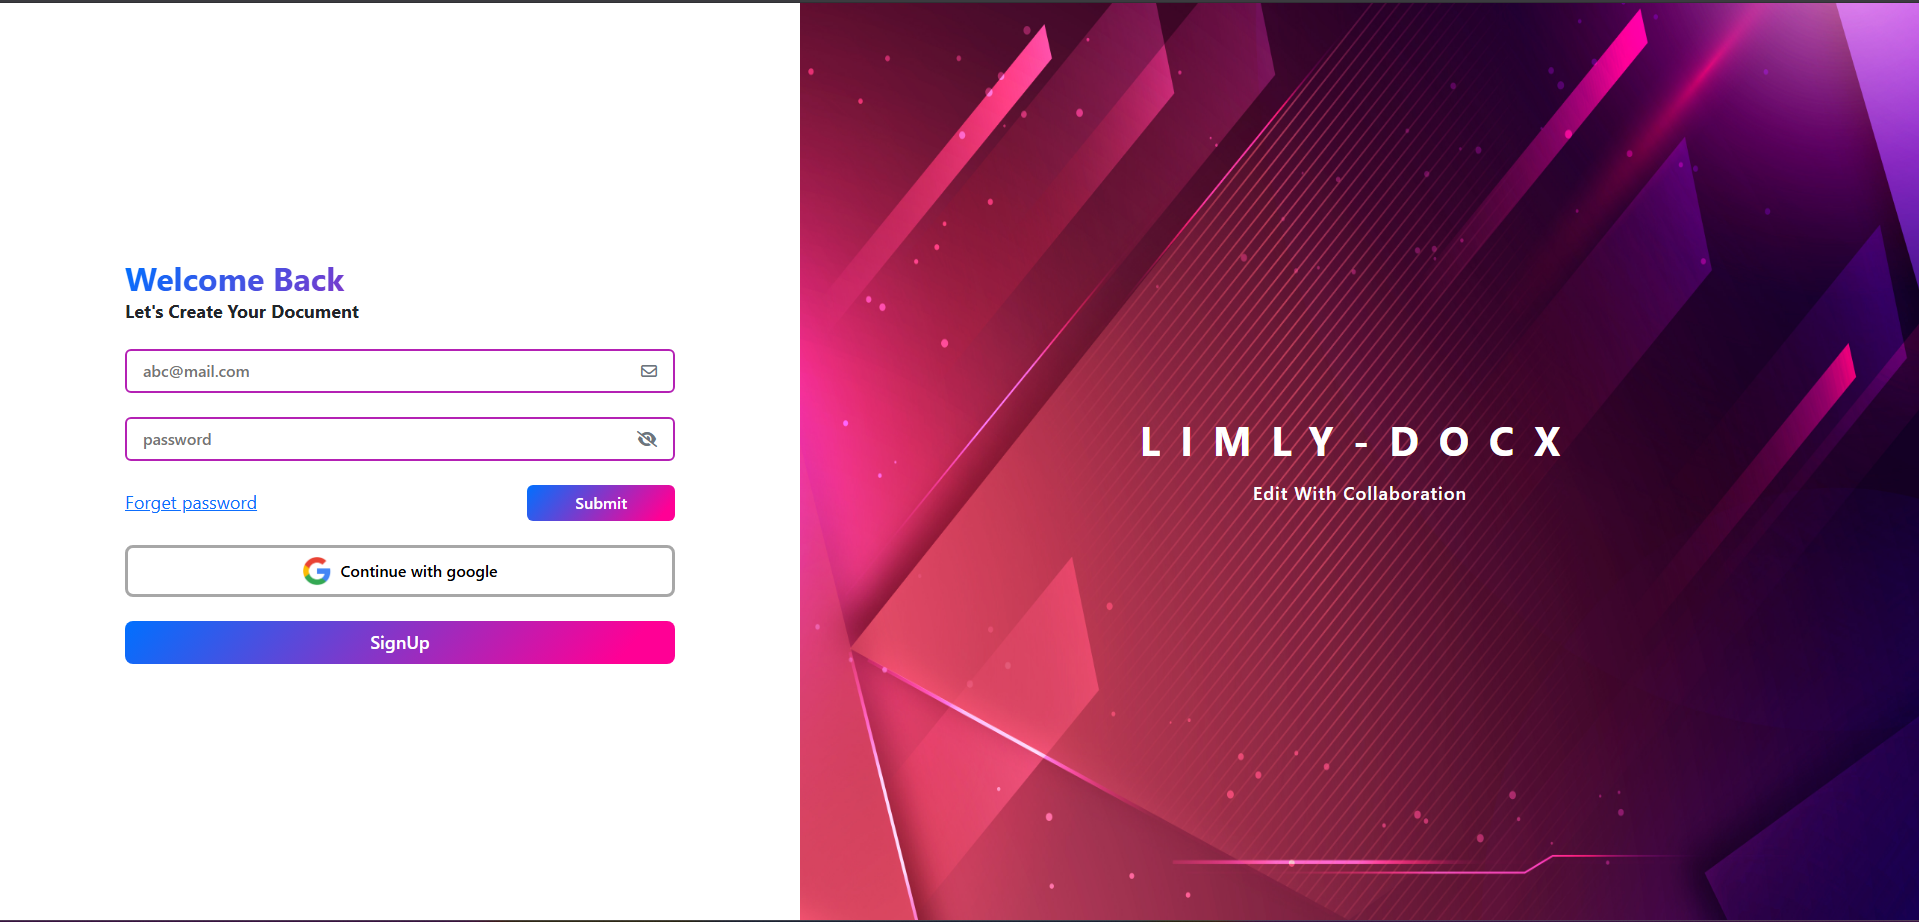 Welcome Back
Let's Create Your Document
abc@mail.com
password
Forget password
Submit
Continue with google
SignUp
LIMLY-DOCX
Edit With Collaboration